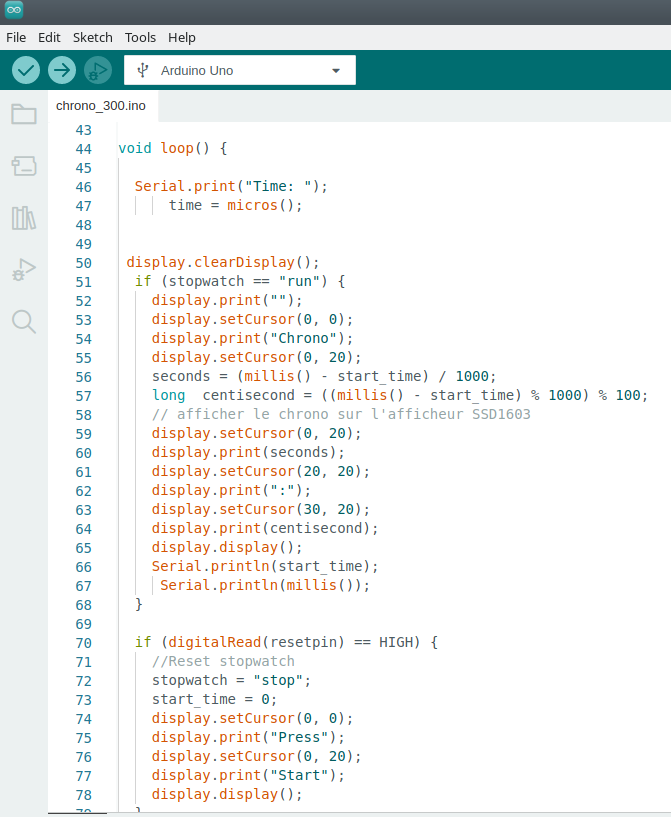 File Edit Sketch Tools Help
Arduino Uno
chrono_300.ino
43
44 void loop() {
45
46 Serial.print("Time: ");
47 time = micros();
48
49
50 display.clearDisplay();
51 if (stopwatch == "run") {
52 display.print("");
53 display.setCursor(0, 0);
54 display.print("Chrono");
55 display.setCursor(0, 20);
56 seconds = (millis() - start_time) / 1000;
57 long  centisecond = ((millis() - start_time) % 1000) % 100;
58 // afficher le chrono sur l'afficheur SSD1603
59 display.setCursor(0, 20);
60 display.print(seconds);
61 display.setCursor(20, 20);
62 display.print(":");
63 display.setCursor(30, 20);
64 display.print(centisecond);
65 display.display();
66 Serial.println(start_time);
67 Serial.println(millis());
68 }
69
70 if (digitalRead(resetpin) == HIGH) {
71 //Reset stopwatch
72 stopwatch = "stop";
73 start_time = 0;
74 display.setCursor(0, 0);
75 display.print("Press");
76 display.setCursor(0, 20);
77 display.print("Start");
78 display.display();